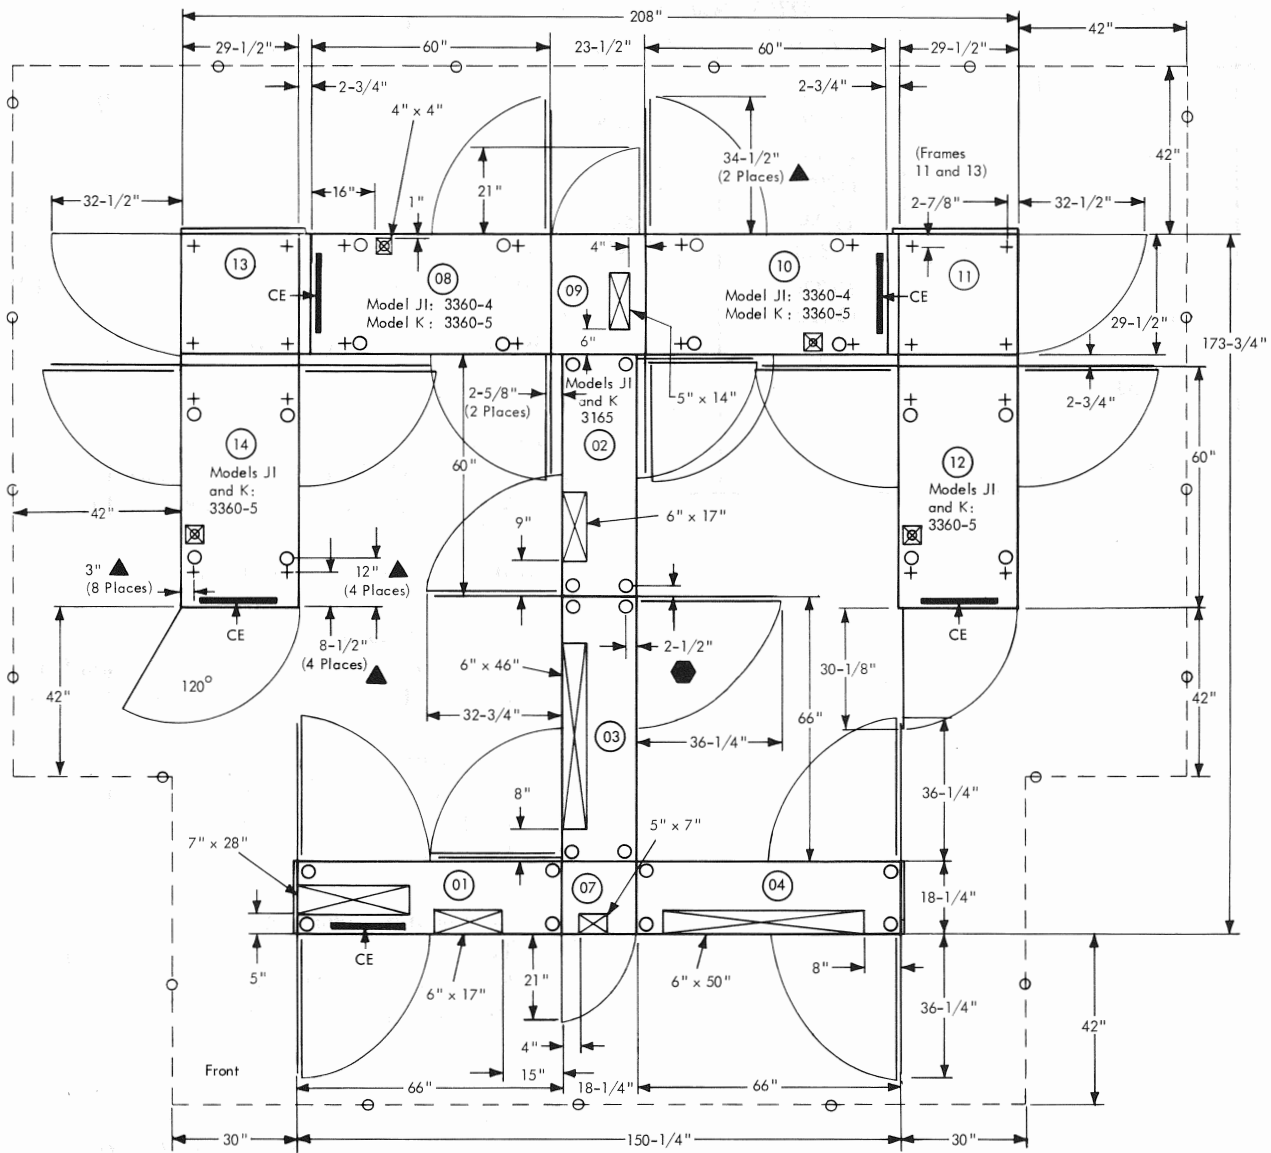 208"
42"
29-1/2"
60"
23-1/2"
60"
29-1/2"
2-3/4"
2-3/4"
4" x 4"
34-1/2"
(2 Places)
(Frames
11 and 13)
42"
32-1/2"
16"
1"
21"
2-7/8"
32-1/2"
4"
13
08
09
10
11
CE
Model J1: 3360-4
Model K: 3360-5
Model J1: 3360-4
Model K: 3360-5
CE
29-1/2"
173-3/4"
6"
2-5/8"
(2 Places)
Models J1
and K
3165
02
5" x 14"
2-3/4"
14
Models J1
and K:
3360-5
60"
12
Models J1
and K:
3360-5
60"
42"
9"
6" x 17"
3"
(8 Places)
12"
(4 Places)
CE
8-1/2"
(4 Places)
2-1/2"
CE
6" x 46"
30-1/8"
120°
42"
42"
32-3/4"
03
36-1/4"
66"
36-1/4"
8"
7" x 28"
5" x 7"
01
07
04
18-1/4"
CE
5"
6" x 17"
21"
6" x 50"
8"
36-1/4"
42"
4"
Front
15"
66"
18-1/4"
66"
30"
150-1/4"
30"